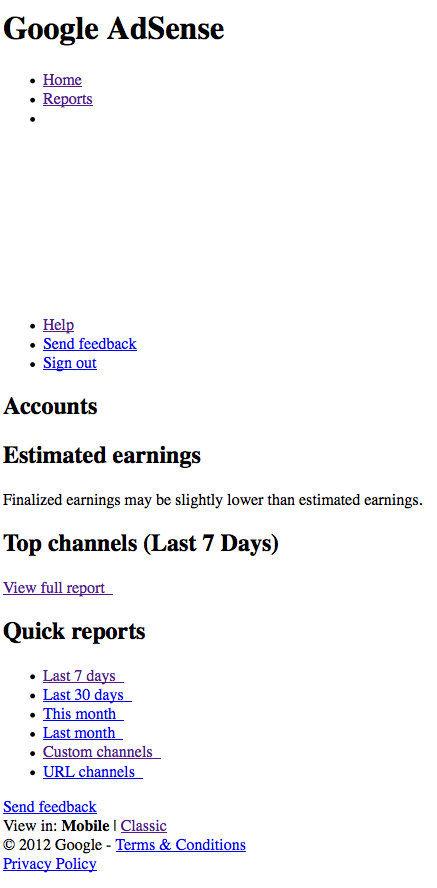 Google AdSense
Home
Reports
Help
Send feedback
Sign out
Accounts
Estimated earnings
Finalized earnings may be slightly lower than estimated earnings.
Top channels (Last 7 Days)
View full report
Quick reports
Last 7 days
Last 30 days
This month
Last month
Custom channels
URL channels
Send feedback
View in: Mobile | Classic
© 2012 Google - Terms & Conditions
Privacy Policy